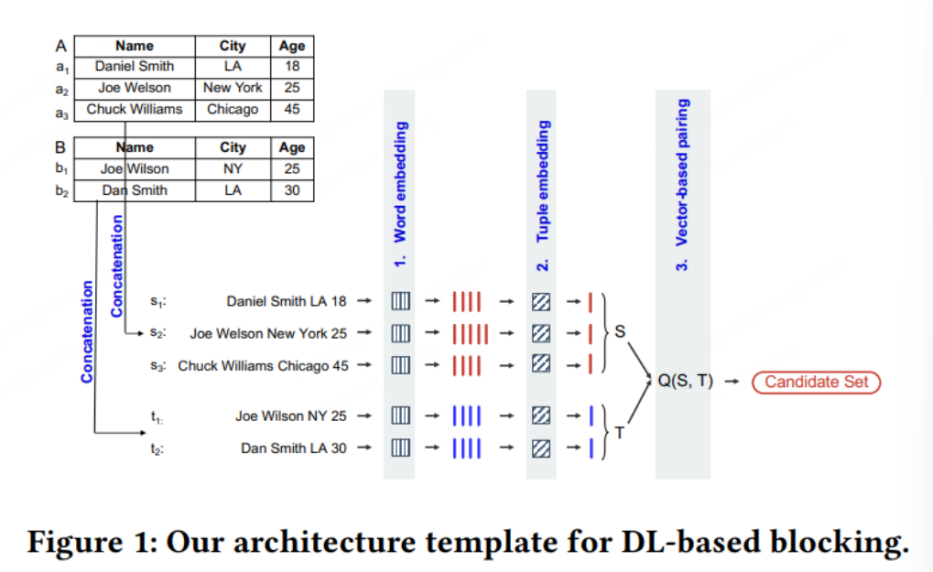 A Name City Age
a1 Daniel Smith LA 18
a2 Joe Welson New York 25
a3 Chuck Williams Chicago 45
B Name City Age
b1 Joe Wilson NY 25
b2 Dan Smith LA 30
Concatenation
Concatenation
1. Word embedding
2. Tuple embedding
3. Vector-based pairing
s1: Daniel Smith LA 18
s2: Joe Welson New York 25
s3: Chuck Williams Chicago 45
t1: Joe Wilson NY 25
t2: Dan Smith LA 30
S
T
Q(S, T)
Candidate Set
Figure 1: Our architecture template for DL-based blocking.